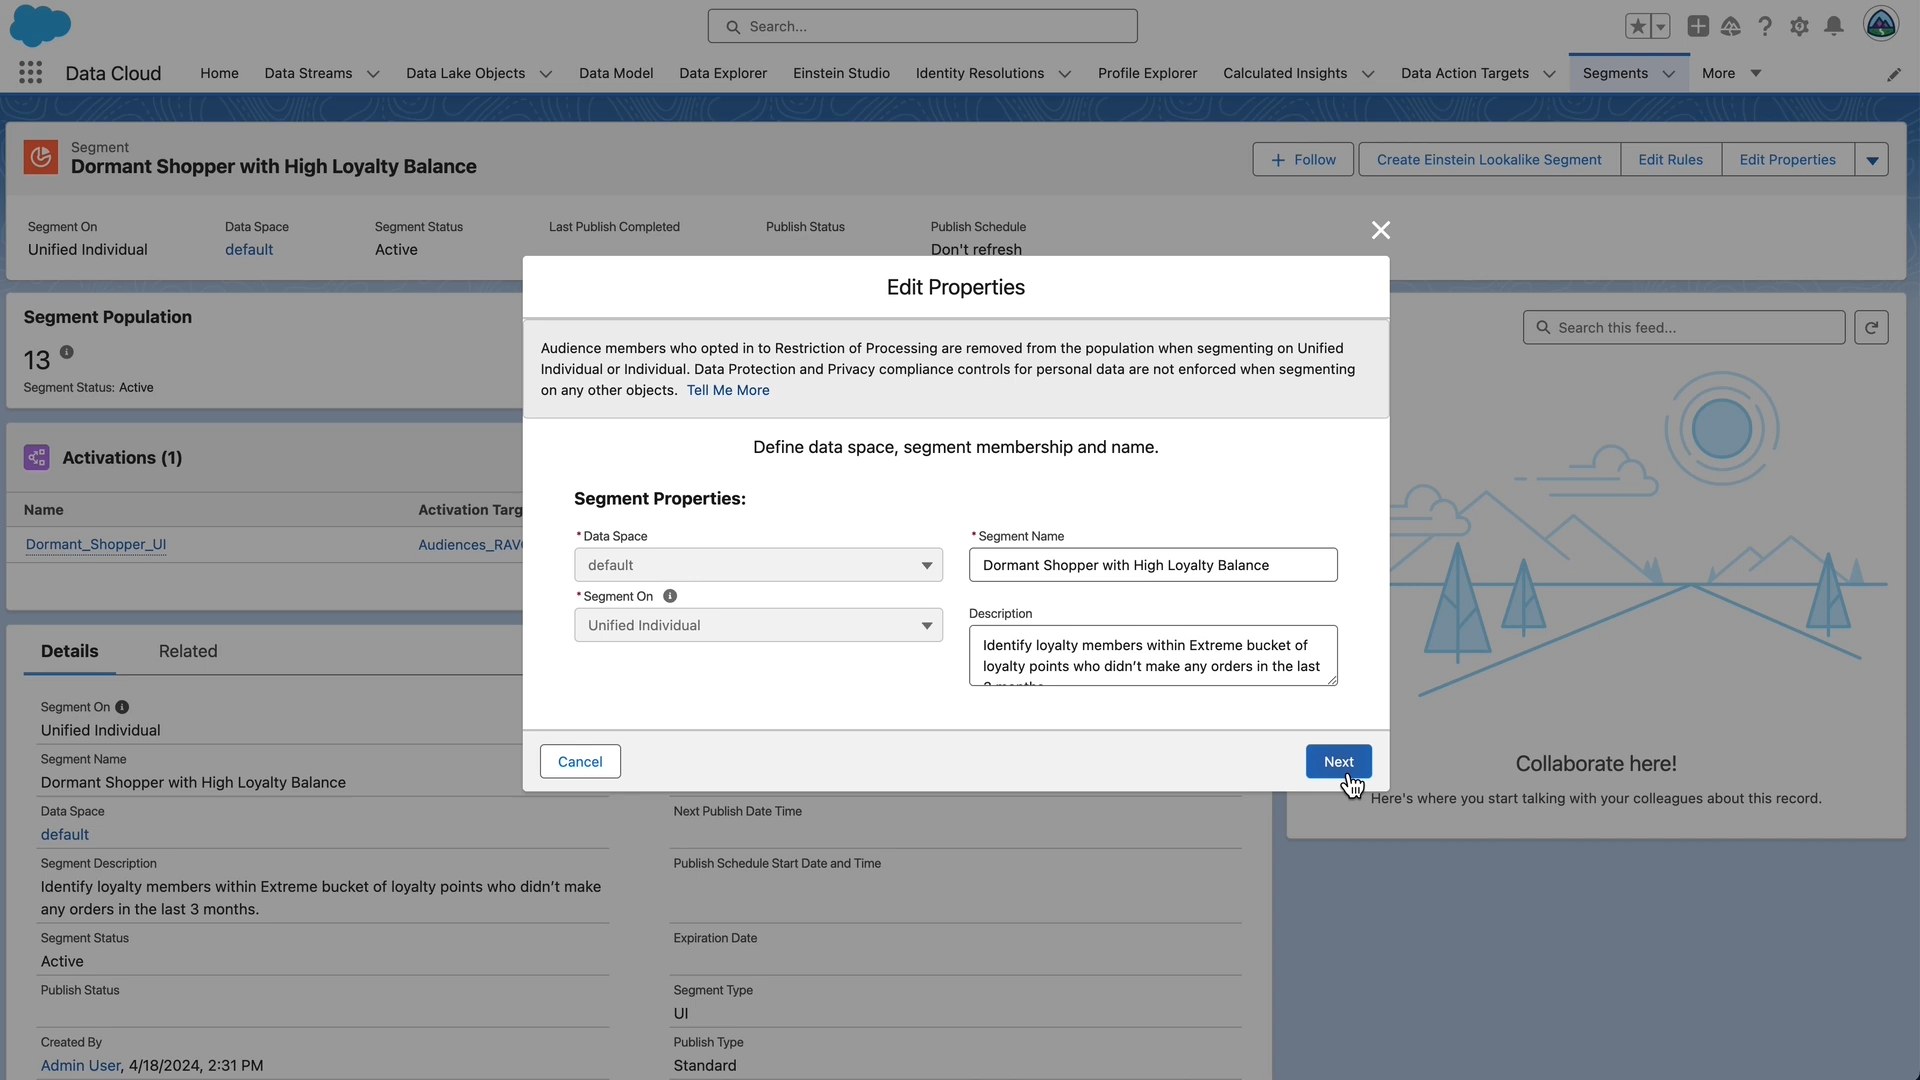 Search...
Data Cloud
Home
Data Streams
Data Lake Objects
Data Model
Data Explorer
Einstein Studio
Identity Resolutions
Profile Explorer
Calculated Insights
Data Action Targets
Segments
More
Segment
Dormant Shopper with High Loyalty Balance
Follow
Create Einstein Lookalike Segment
Edit Rules
Edit Properties
Segment On
Unified Individual
Data Space
default
Segment Status
Active
Last Publish Completed
Publish Status
Publish Schedule
Don't refresh
Segment Population
13
Segment Status: Active
Activations (1)
Name
Activation Targ
Dormant_Shopper_UI
Audiences_RAV
Details
Related
Segment On
Unified Individual
Segment Name
Dormant Shopper with High Loyalty Balance
Data Space
default
Segment Description
Identify loyalty members within Extreme bucket of loyalty points who didn't make
any orders in the last 3 months.
Segment Status
Active
Publish Status
Created By
Admin User, 4/18/2024, 2:31 PM
Next Publish Date Time
Publish Schedule Start Date and Time
Expiration Date
Segment Type
UI
Publish Type
Standard
Edit Properties
Audience members who opted in to Restriction of Processing are removed from the population when segmenting on Unified
Individual or Individual. Data Protection and Privacy compliance controls for personal data are not enforced when segmenting
on any other objects. Tell Me More
Define data space, segment membership and name.
Segment Properties:
* Data Space
default
* Segment On
Unified Individual
* Segment Name
Dormant Shopper with High Loyalty Balance
Description
Identify loyalty members within Extreme bucket of
loyalty points who didn't make any orders in the last
Cancel
Next
Search this feed...
Collaborate here!
Here's where you start talking with your colleagues about this record.